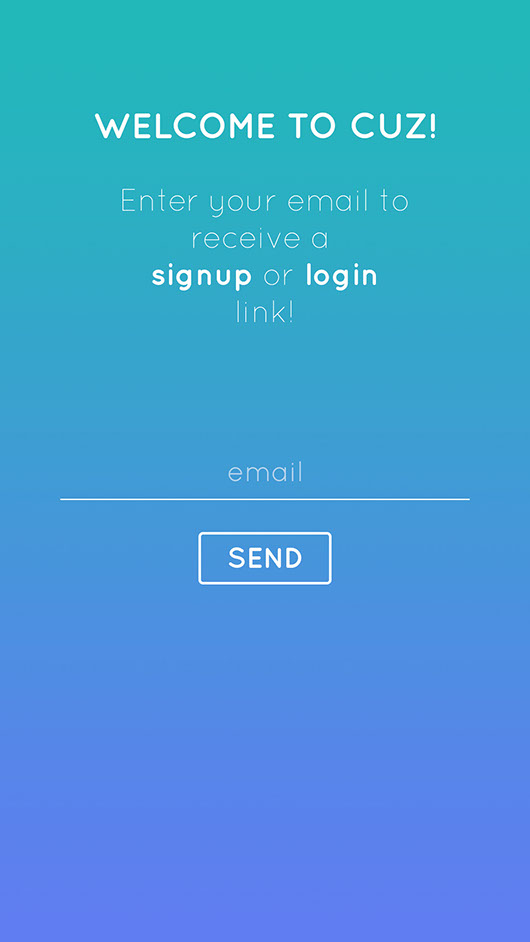 WELCOME TO CUZ!
Enter your email to
receive a
signup or login
link!
email
SEND